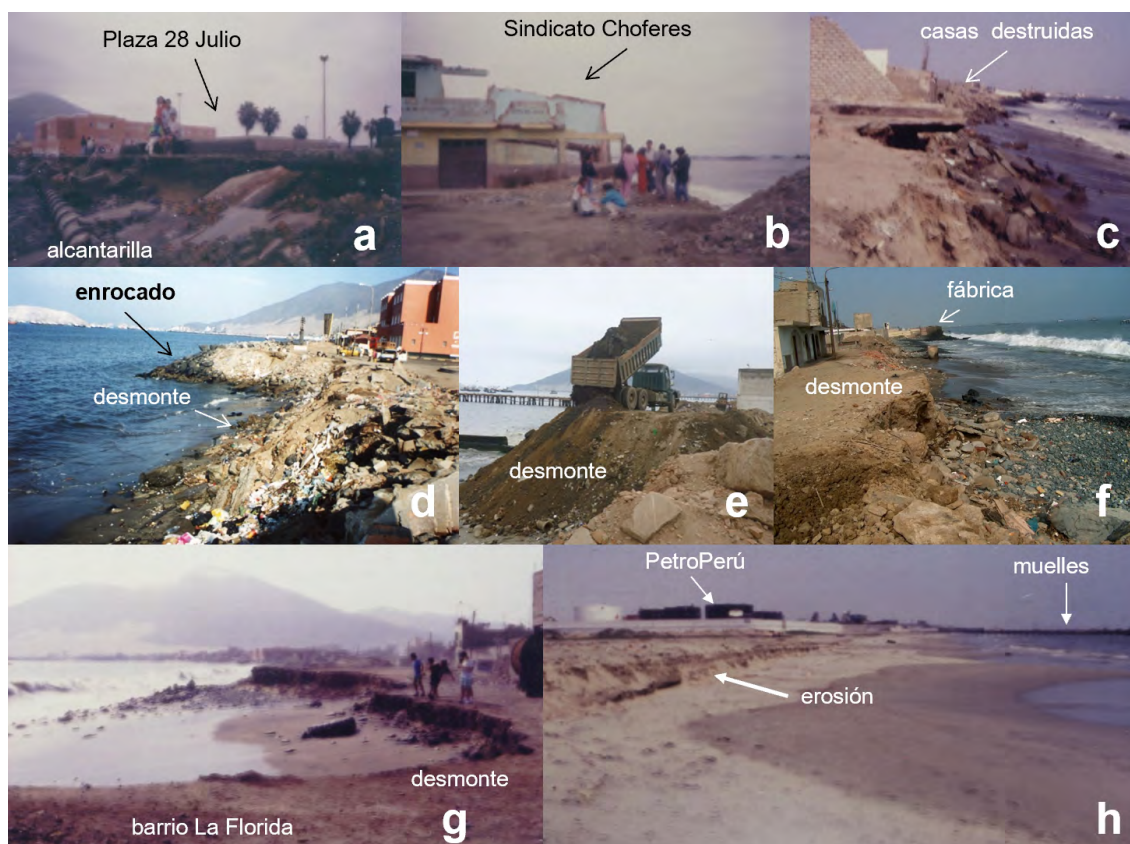 Plaza 28 Julio
alcantarilla
a
Sindicato Choferes
b
casas destruidas
c
enrocado
desmonte
d
desmonte
e
fábrica
desmonte
f
desmonte
barrio La Florida
g
PetroPerú
muelles
erosión
h